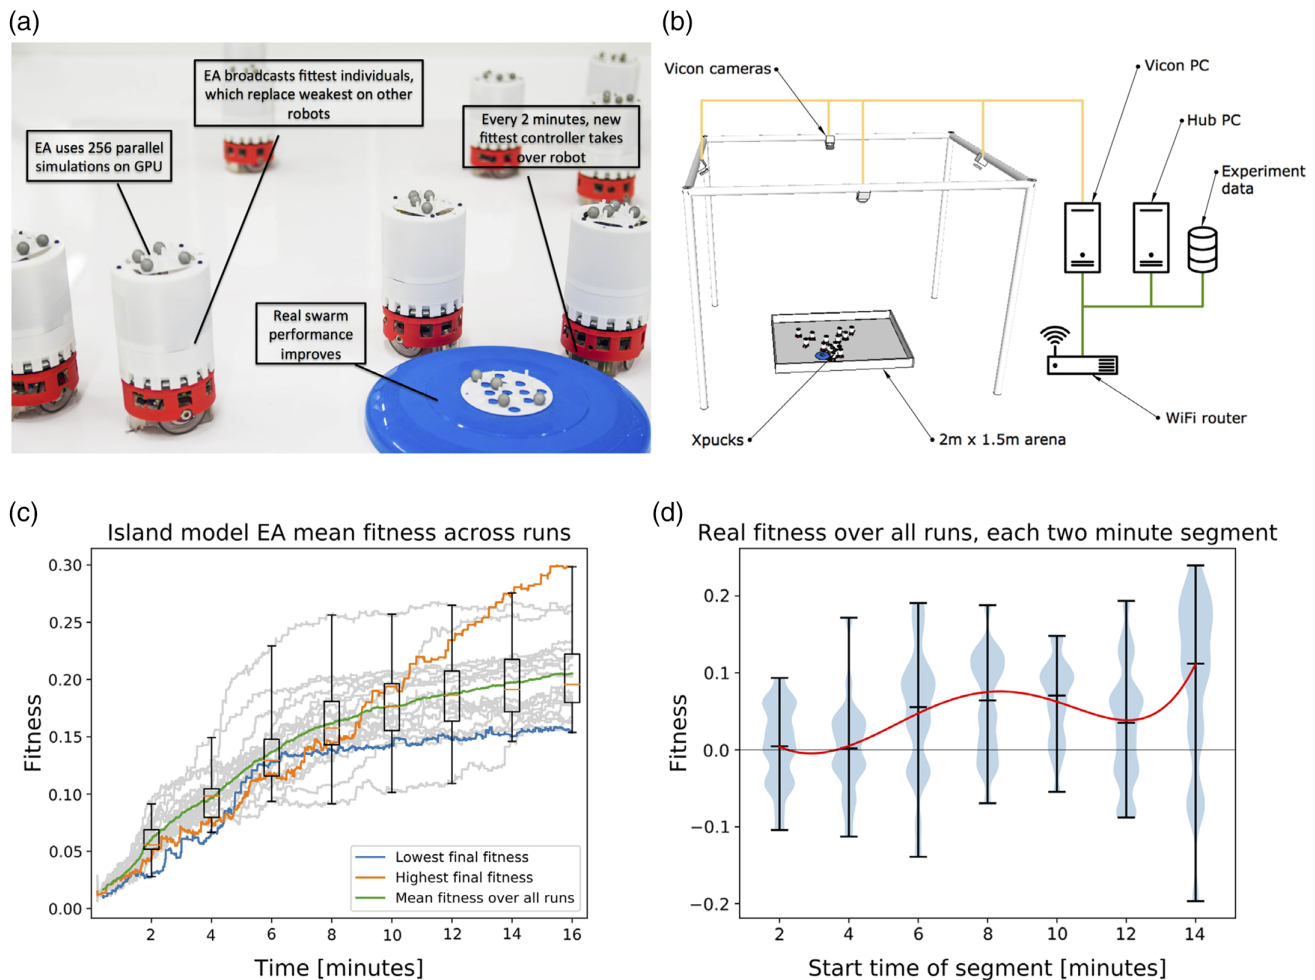 (a)
EA broadcasts fittest individuals,
which replace weakest on other
robots
Every 2 minutes, new
fittest controller takes
over robot
EA uses 256 parallel
simulations on GPU
Real swarm
performance
improves
(b)
Vicon cameras
Vicon PC
Hub PC
Experiment
data
WiFi router
Xpucks
2m x 1.5m arena
(c)
Island model EA mean fitness across runs
Fitness
0.30
0.25
0.20
0.15
0.10
0.05
0.00
Lowest final fitness
Highest final fitness
Mean fitness over all runs
2 4 6 8 10 12 14 16
Time [minutes]
(d)
Real fitness over all runs, each two minute segment
Fitness
0.2
0.1
0.0
−0.1
−0.2
2 4 6 8 10 12 14
Start time of segment [minutes]